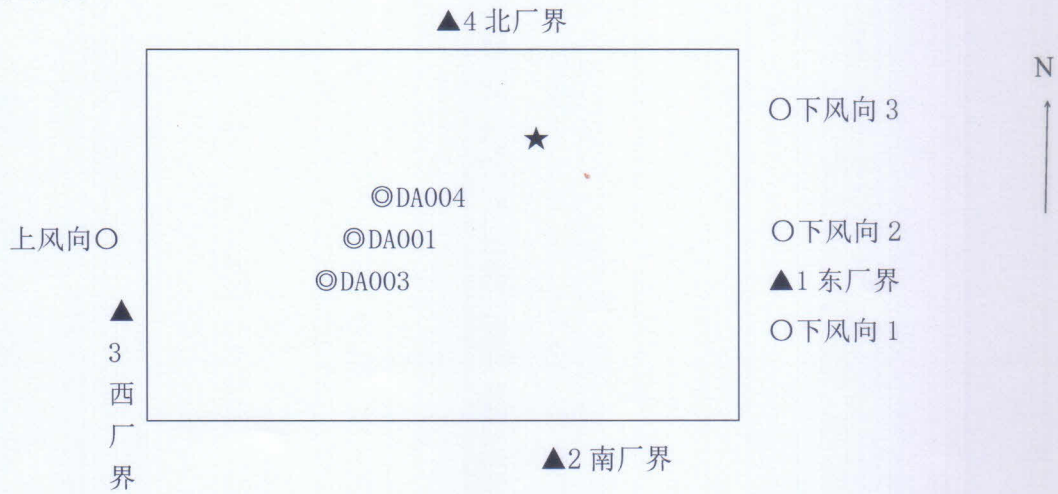 ▲4 北厂界
N
○下风向 3
★
◎DA004
上风向○
◎DA001
○下风向 2
◎DA003
▲1 东厂界
▲
3
西
厂
界
○下风向 1
▲2 南厂界